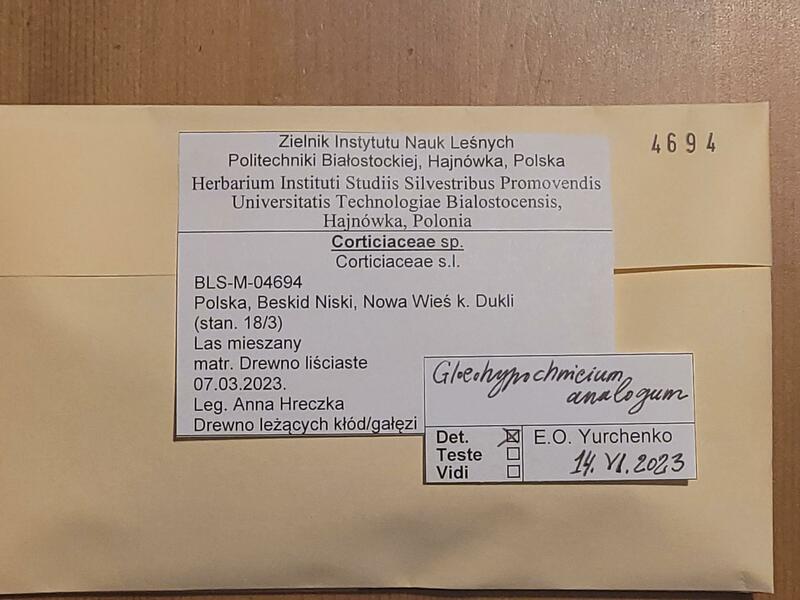 4694
Zielnik Instytutu Nauk Leśnych
Politechniki Białostockiej, Hajnówka, Polska
Herbarium Instituti Studiis Silvestribus Promovendis
Universitatis Technologiae Bialostocensis,
Hajnówka, Polonia
Corticiaceae sp.
Corticiaceae s.l.
BLS-M-04694
Polska, Beskid Niski, Nowa Wieś k. Dukli
(stan. 18/3)
Las mieszany
matr. Drewno liściaste
07.03.2023.
Leg. Anna Hreczka
Drewno leżących kłód/gałęzi
Gloeohypochnicium
analogum
Det. ☒ E.O. Yurchenko
Teste ☐ 14. VI. 2023
Vidi ☐